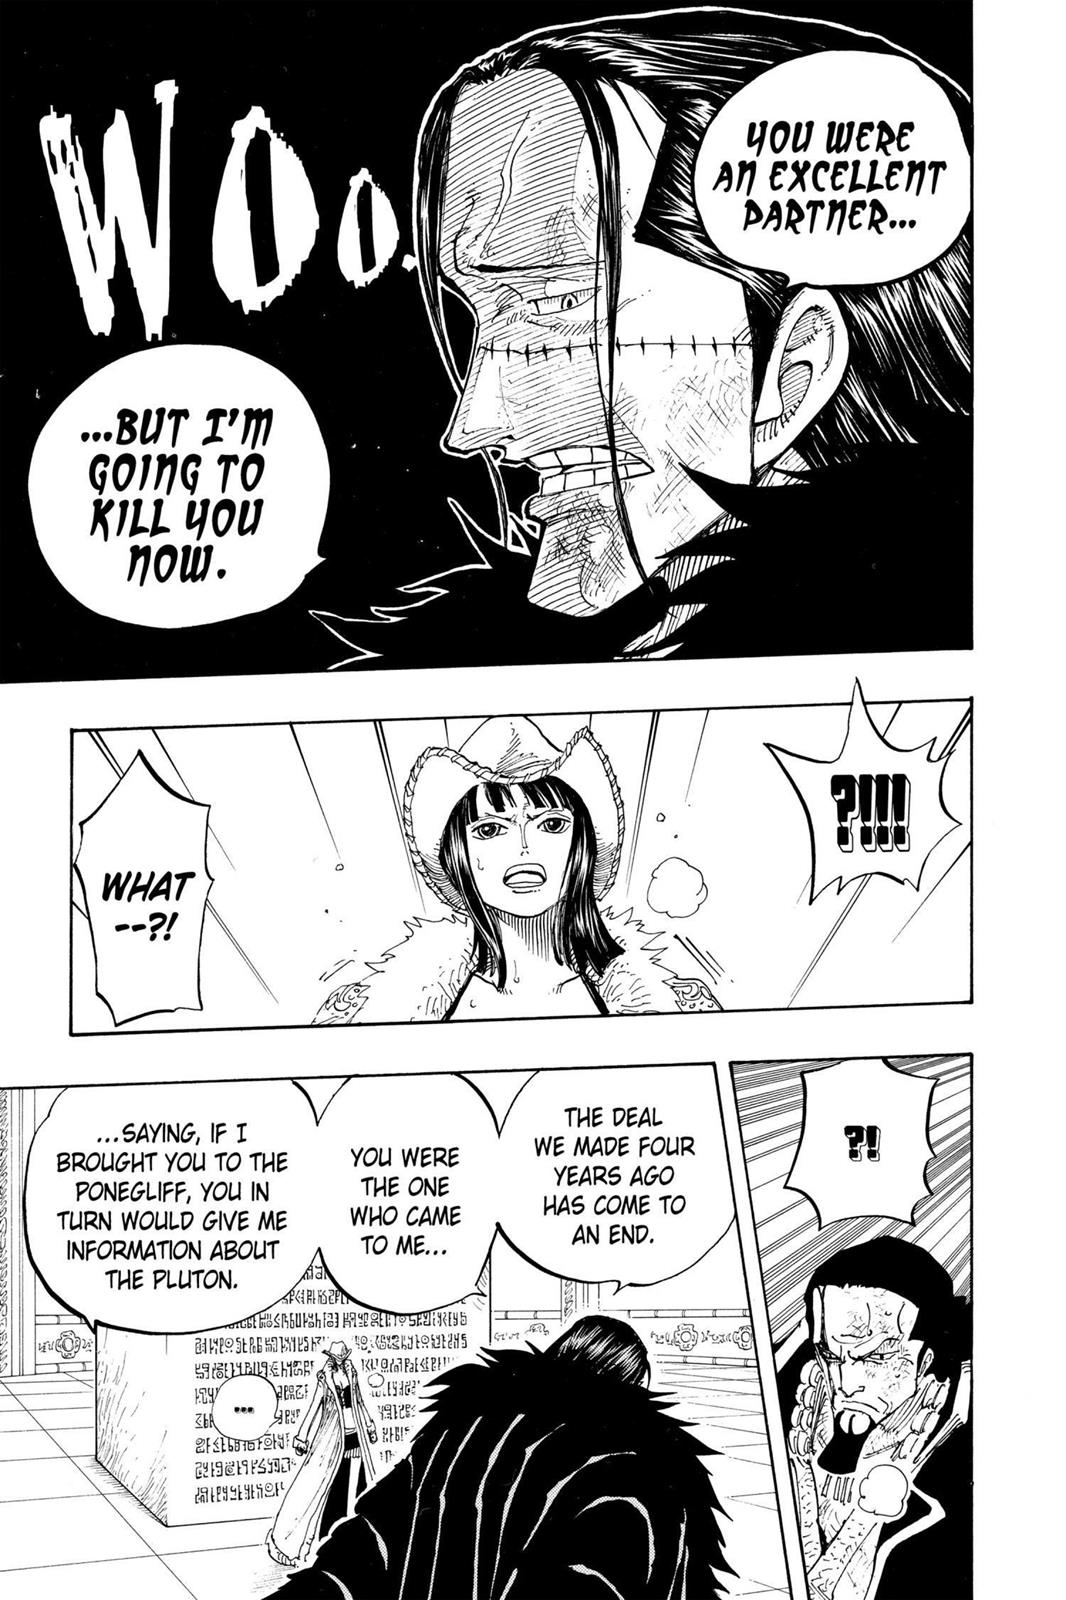 YOU WERE
AN EXCELLENT
PARTNER...
WOO.
...BUT I'M
GOING TO
KILL YOU
NOW.
?!!!
WHAT
--?!
?!
THE DEAL
WE MADE FOUR
YEARS AGO
HAS COME TO
AN END.
YOU WERE
THE ONE
WHO CAME
TO ME...
...SAYING, IF I
BROUGHT YOU TO THE
PONEGLIFF, YOU IN
TURN WOULD GIVE ME
INFORMATION ABOUT
THE PLUTON.
...